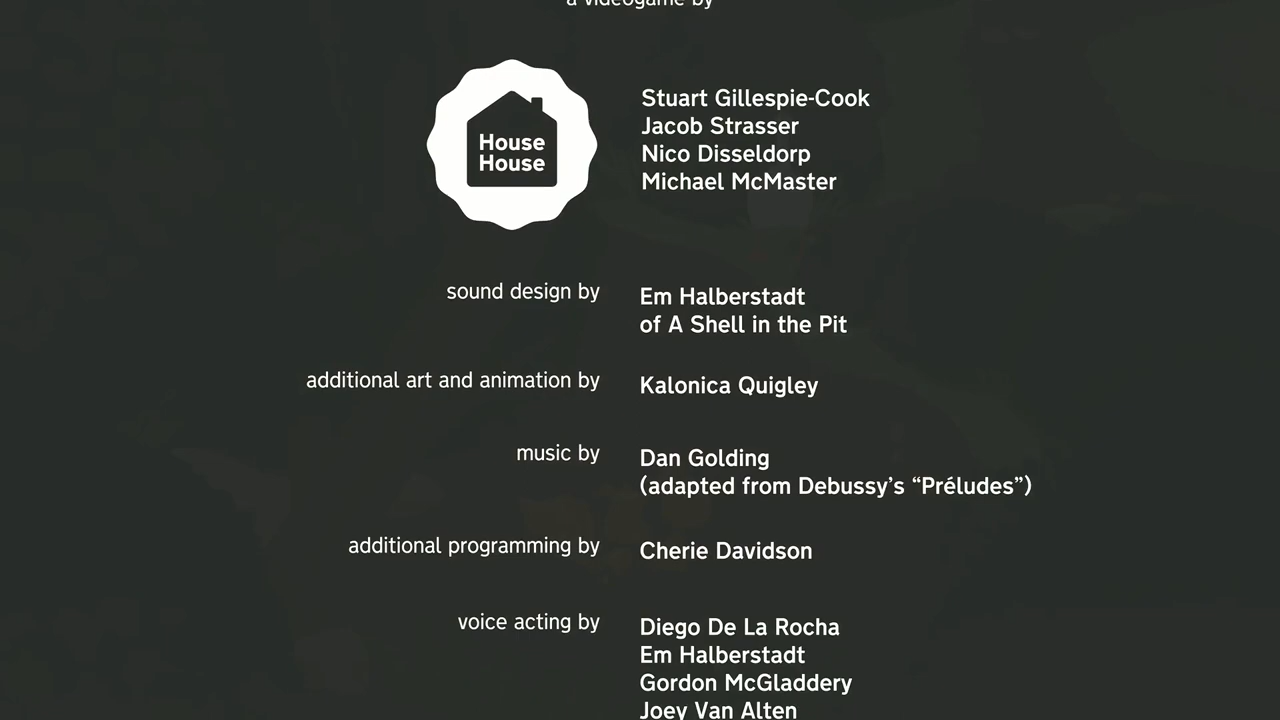 a videogame by
House
House
Stuart Gillespie-Cook
Jacob Strasser
Nico Disseldorp
Michael McMaster
sound design by
Em Halberstadt
of A Shell in the Pit
additional art and animation by
Kalonica Quigley
music by
Dan Golding
(adapted from Debussy’s “Préludes”)
additional programming by
Cherie Davidson
voice acting by
Diego De La Rocha
Em Halberstadt
Gordon McGladdery
Joey Van Alten